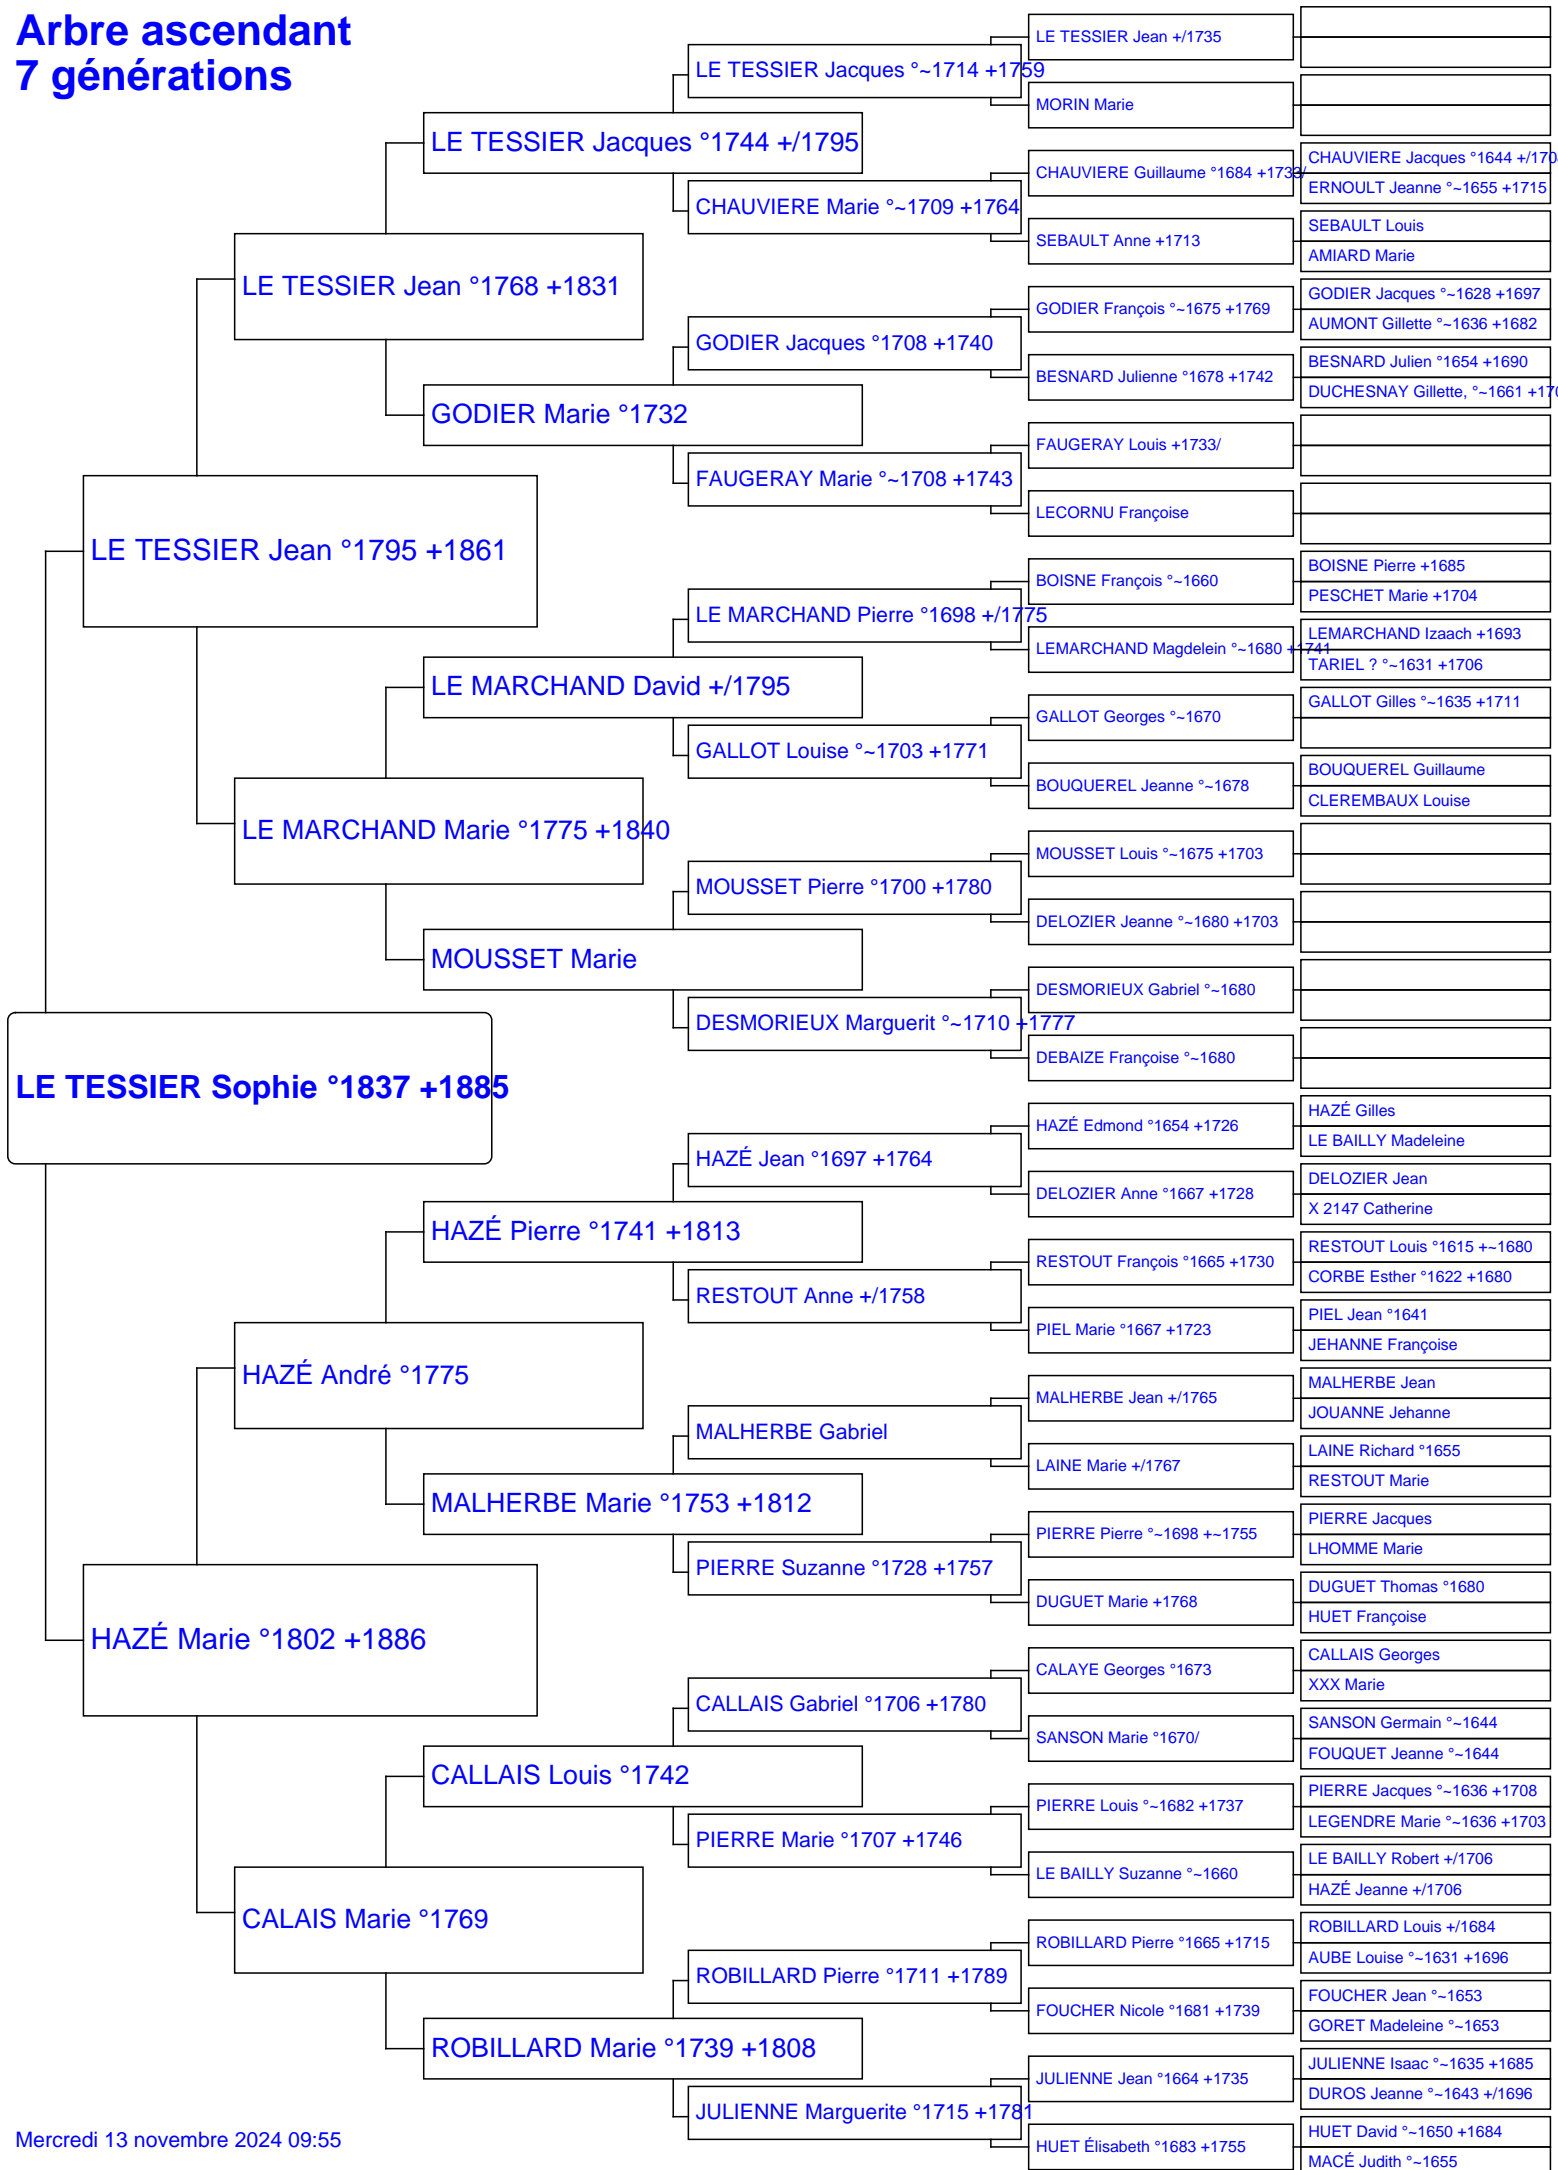 Arbre ascendant
7 générations
LE TESSIER Sophie °1837 +1885
LE TESSIER Jean °1795 +1861
HAZÉ Marie °1802 +1886
LE TESSIER Jean °1768 +1831
LE MARCHAND Marie °1775 +1840
HAZÉ André °1775
CALAIS Marie °1769
LE TESSIER Jacques °1744 +/1795
GODIER Marie °1732
LE MARCHAND David +/1795
MOUSSET Marie
HAZÉ Pierre °1741 +1813
MALHERBE Marie °1753 +1812
CALLAIS Louis °1742
ROBILLARD Marie °1739 +1808
LE TESSIER Jacques °~1714 +1759
CHAUVIERE Marie °~1709 +1764
GODIER Jacques °1708 +1740
FAUGERAY Marie °~1708 +1743
LE MARCHAND Pierre °1698 +/1775
GALLOT Louise °~1703 +1771
MOUSSET Pierre °1700 +1780
DESMORIEUX Marguerit °~1710 +1777
HAZÉ Jean °1697 +1764
RESTOUT Anne +/1758
MALHERBE Gabriel
PIERRE Suzanne °1728 +1757
CALLAIS Gabriel °1706 +1780
PIERRE Marie °1707 +1746
ROBILLARD Pierre °1711 +1789
JULIENNE Marguerite °1715 +1781
LE TESSIER Jean +/1735
MORIN Marie
CHAUVIERE Guillaume °1684 +1733/
SEBAULT Anne +1713
GODIER François °~1675 +1769
BESNARD Julienne °1678 +1742
FAUGERAY Louis +1733/
LECORNU Françoise
BOISNE François °~1660
LEMARCHAND Magdelein °~1680 +1741
GALLOT Georges °~1670
BOUQUEREL Jeanne °~1678
MOUSSET Louis °~1675 +1703
DELOZIER Jeanne °~1680 +1703
DESMORIEUX Gabriel °~1680
DEBAIZE Françoise °~1680
HAZÉ Edmond °1654 +1726
DELOZIER Anne °1667 +1728
RESTOUT François °1665 +1730
PIEL Marie °1667 +1723
MALHERBE Jean +/1765
LAINE Marie +/1767
PIERRE Pierre °~1698 +~1755
DUGUET Marie +1768
CALAYE Georges °1673
SANSON Marie °1670/
PIERRE Louis °~1682 +1737
LE BAILLY Suzanne °~1660
ROBILLARD Pierre °1665 +1715
FOUCHER Nicole °1681 +1739
JULIENNE Jean °1664 +1735
HUET Élisabeth °1683 +1755
CHAUVIERE Jacques °1644 +/170
ERNOULT Jeanne °~1655 +1715
SEBAULT Louis
AMIARD Marie
GODIER Jacques °~1628 +1697
AUMONT Gillette °~1636 +1682
BESNARD Julien °1654 +1690
DUCHESNAY Gillette, °~1661 +170
BOISNE Pierre +1685
PESCHET Marie +1704
LEMARCHAND Izaach +1693
TARIEL ? °~1631 +1706
GALLOT Gilles °~1635 +1711
BOUQUEREL Guillaume
CLEREMBAUX Louise
HAZÉ Gilles
LE BAILLY Madeleine
DELOZIER Jean
X 2147 Catherine
RESTOUT Louis °1615 +~1680
CORBE Esther °1622 +1680
PIEL Jean °1641
JEHANNE Françoise
MALHERBE Jean
JOUANNE Jehanne
LAINE Richard °1655
RESTOUT Marie
PIERRE Jacques
LHOMME Marie
DUGUET Thomas °1680
HUET Françoise
CALLAIS Georges
XXX Marie
SANSON Germain °~1644
FOUQUET Jeanne °~1644
PIERRE Jacques °~1636 +1708
LEGENDRE Marie °~1636 +1703
LE BAILLY Robert +/1706
HAZÉ Jeanne +/1706
ROBILLARD Louis +/1684
AUBE Louise °~1631 +1696
FOUCHER Jean °~1653
GORET Madeleine °~1653
JULIENNE Isaac °~1635 +1685
DUROS Jeanne °~1643 +/1696
HUET David °~1650 +1684
MACÉ Judith °~1655
Mercredi 13 novembre 2024 09:55